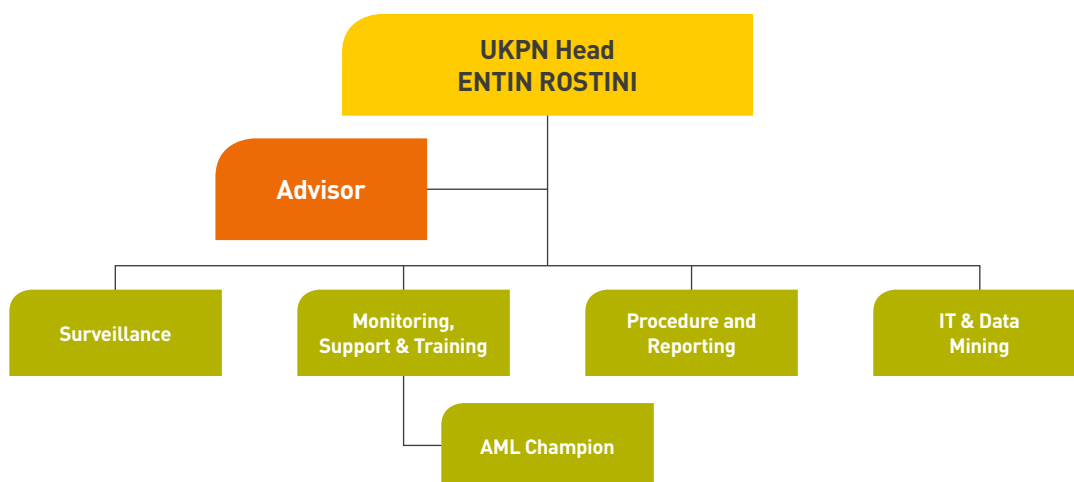 UKPN Head
ENTIN ROSTINI
Advisor
Surveillance
Monitoring,
Support & Training
Procedure and
Reporting
IT & Data
Mining
AML Champion